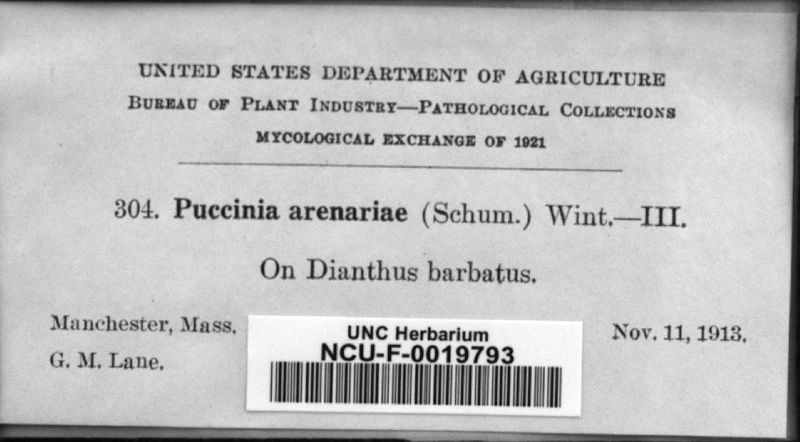 UNITED STATES DEPARTMENT OF AGRICULTURE
BUREAU OF PLANT INDUSTRY—PATHOLOGICAL COLLECTIONS
MYCOLOGICAL EXCHANGE OF 1921
304. Puccinia arenariae (Schum.) Wint.—III.
On Dianthus barbatus.
Manchester, Mass.
Nov. 11, 1913.
G. M. Lane.
UNC Herbarium
NCU-F-0019793